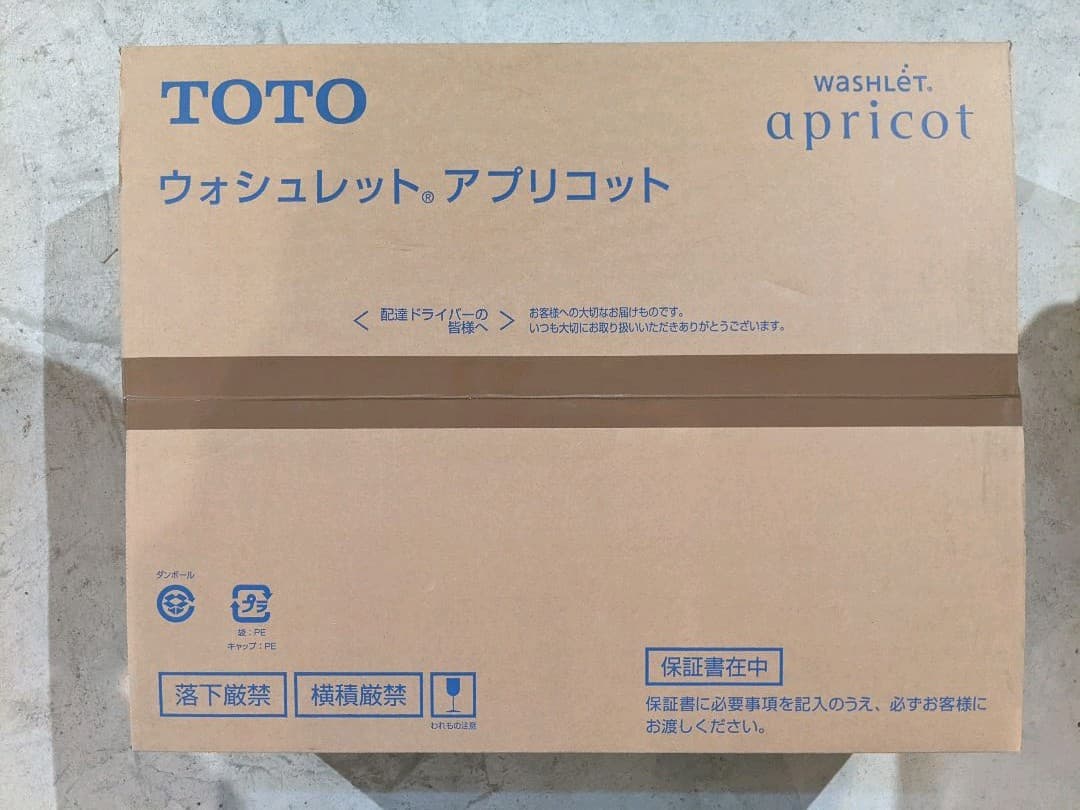 TOTO
WASHLET®
apricot
ウォシュレット®アプリコット
< 配達ドライバーの
皆様へ >
お客様への大切なお届けものです。
いつも大切にお取り扱いいただきありがとうございます。
ダンボール
プラ
袋：PE
キャップ：PE
落下厳禁
横積厳禁
われもの注意
保証書在中
保証書に必要事項を記入のうえ、必ずお客様に
お渡しください。